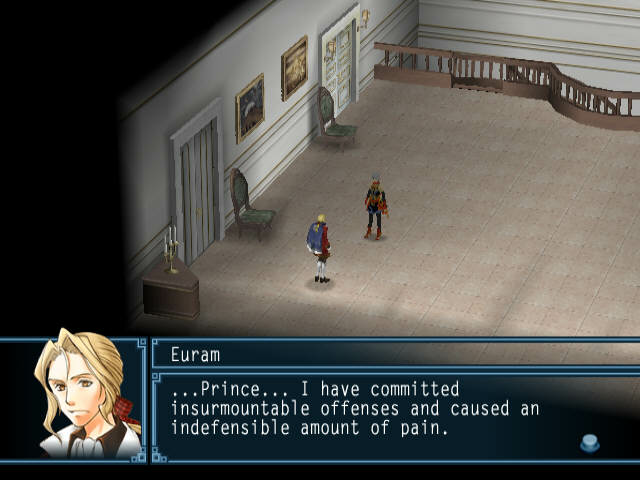 Euram
...Prince... I have committed
insurmountable offenses and caused an
indefensible amount of pain.